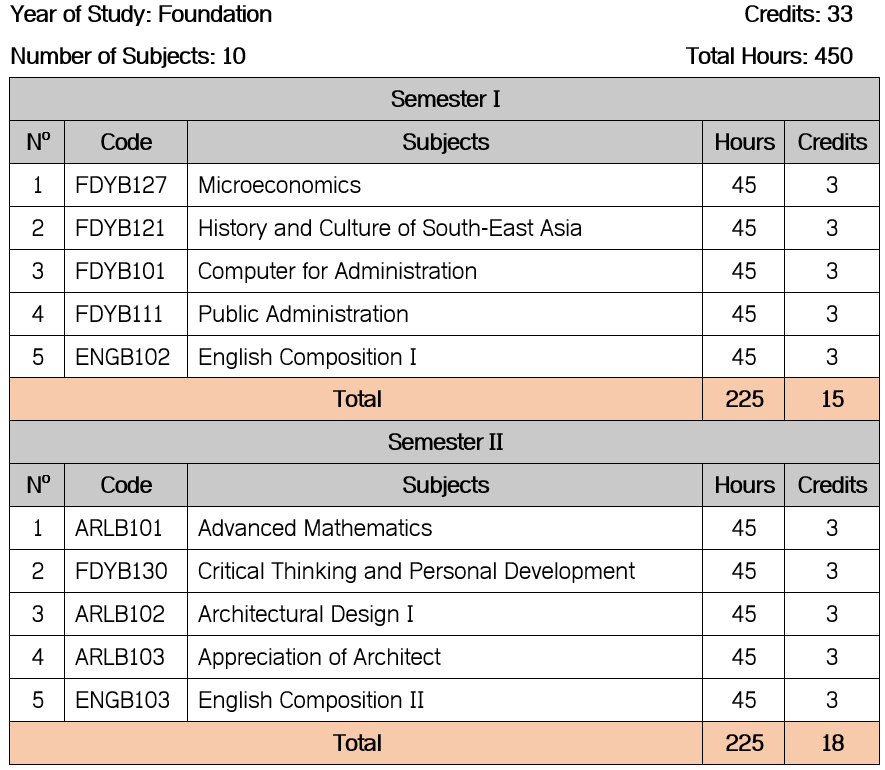 Year of Study: Foundation Credits: 33
Number of Subjects: 10 Total Hours: 450
Semester I
Nº Code Subjects Hours Credits
1 FDYB127 Microeconomics 45 3
2 FDYB121 History and Culture of South-East Asia 45 3
3 FDYB101 Computer for Administration 45 3
4 FDYB111 Public Administration 45 3
5 ENGB102 English Composition I 45 3
Total 225 15
Semester II
Nº Code Subjects Hours Credits
1 ARLB101 Advanced Mathematics 45 3
2 FDYB130 Critical Thinking and Personal Development 45 3
3 ARLB102 Architectural Design I 45 3
4 ARLB103 Appreciation of Architect 45 3
5 ENGB103 English Composition II 45 3
Total 225 18